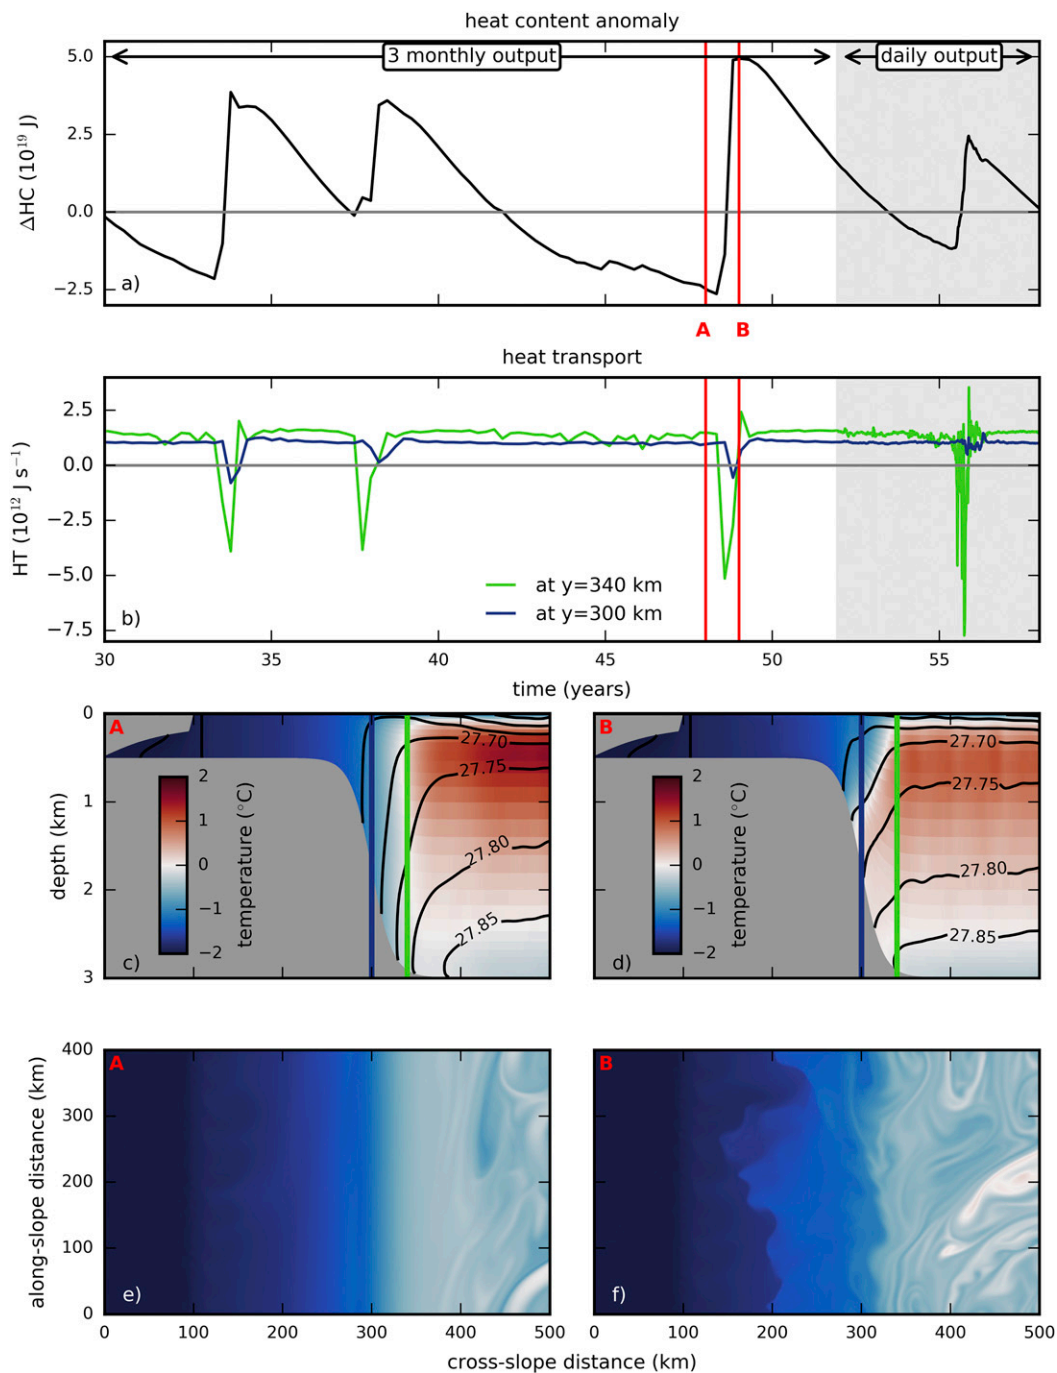 heat content anomaly
5.0
2.5
0.0
−2.5
ΔHC (10¹⁹ J)
3 monthly output
daily output
a)
A
B
heat transport
2.5
0.0
−2.5
−5.0
−7.5
HT (10¹² J s⁻¹)
at y=340 km
at y=300 km
b)
30 35 40 45 50 55
time (years)
0
1
2
3
depth (km)
A
27.70
27.75
27.80
27.85
2
1
0
−1
−2
temperature (°C)
c)
B
27.70
27.75
27.80
27.85
2
1
0
−1
−2
temperature (°C)
d)
400
300
200
100
0
along-slope distance (km)
A
e)
B
f)
0 100 200 300 400 500
0 100 200 300 400 500
cross-slope distance (km)